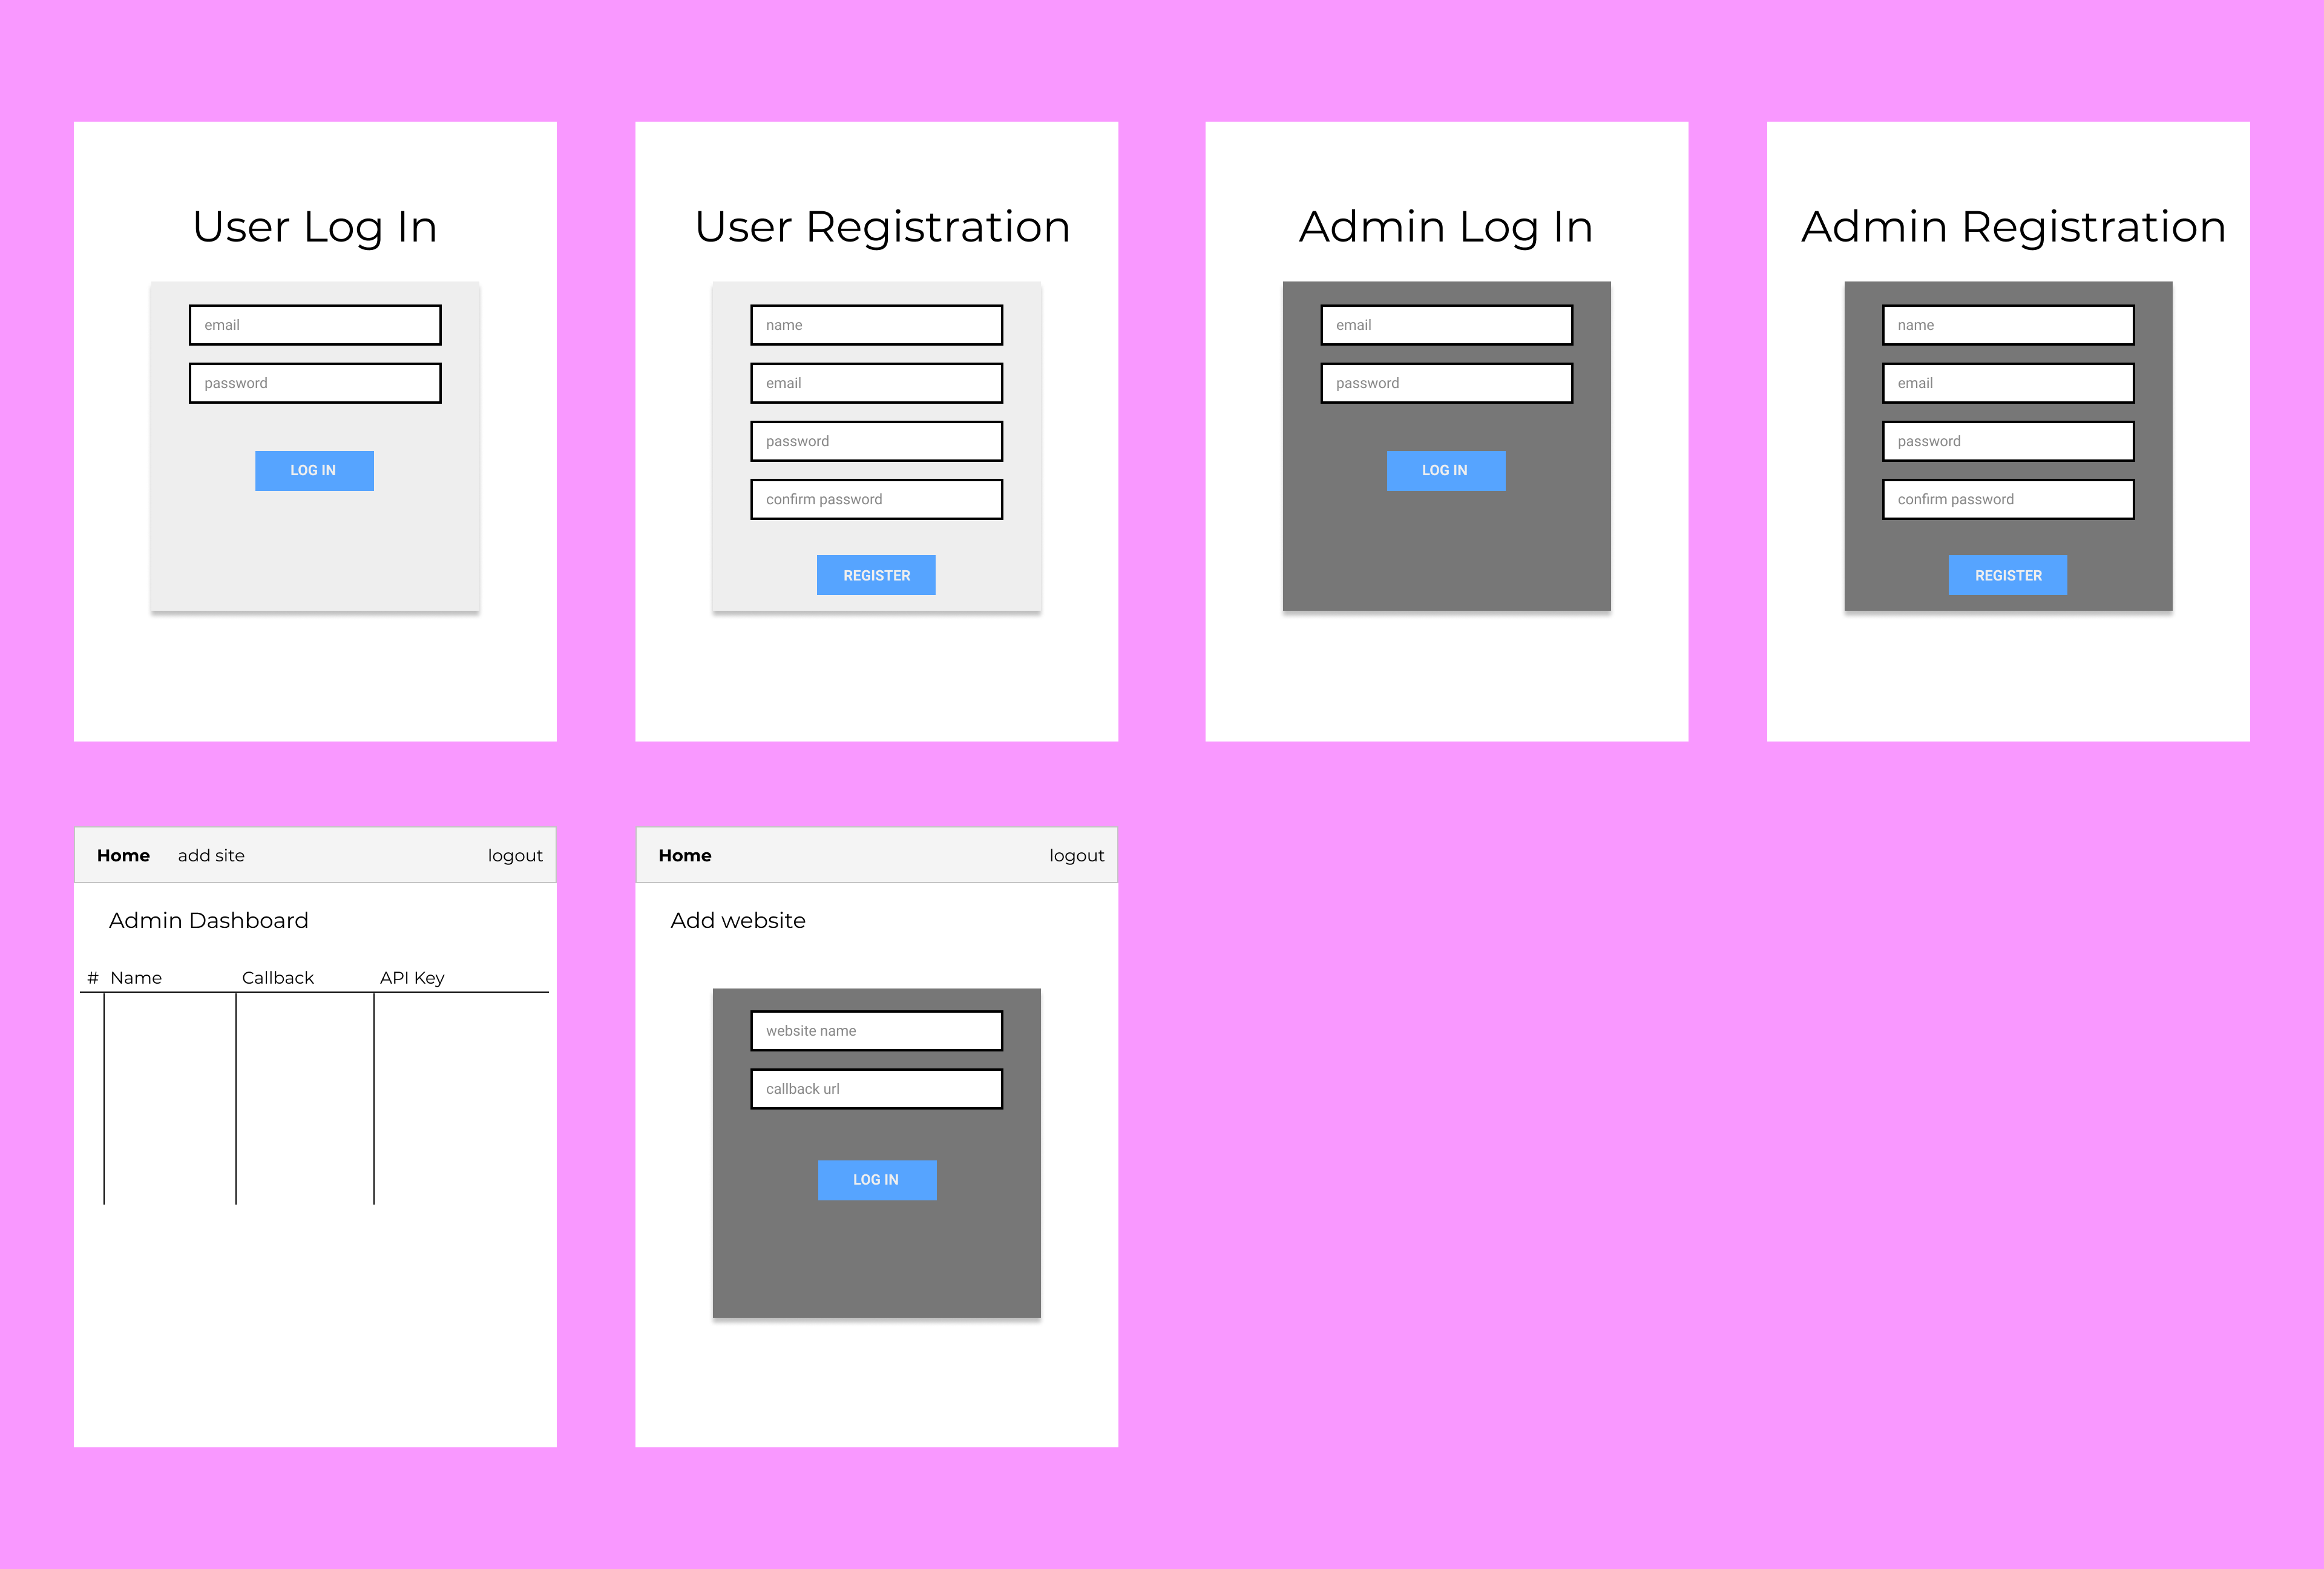 User Log In
email
password
LOG IN
User Registration
name
email
password
confirm password
REGISTER
Admin Log In
email
password
LOG IN
Admin Registration
name
email
password
confirm password
REGISTER
Home add site logout
Admin Dashboard
# Name Callback API Key
Home logout
Add website
website name
callback url
LOG IN